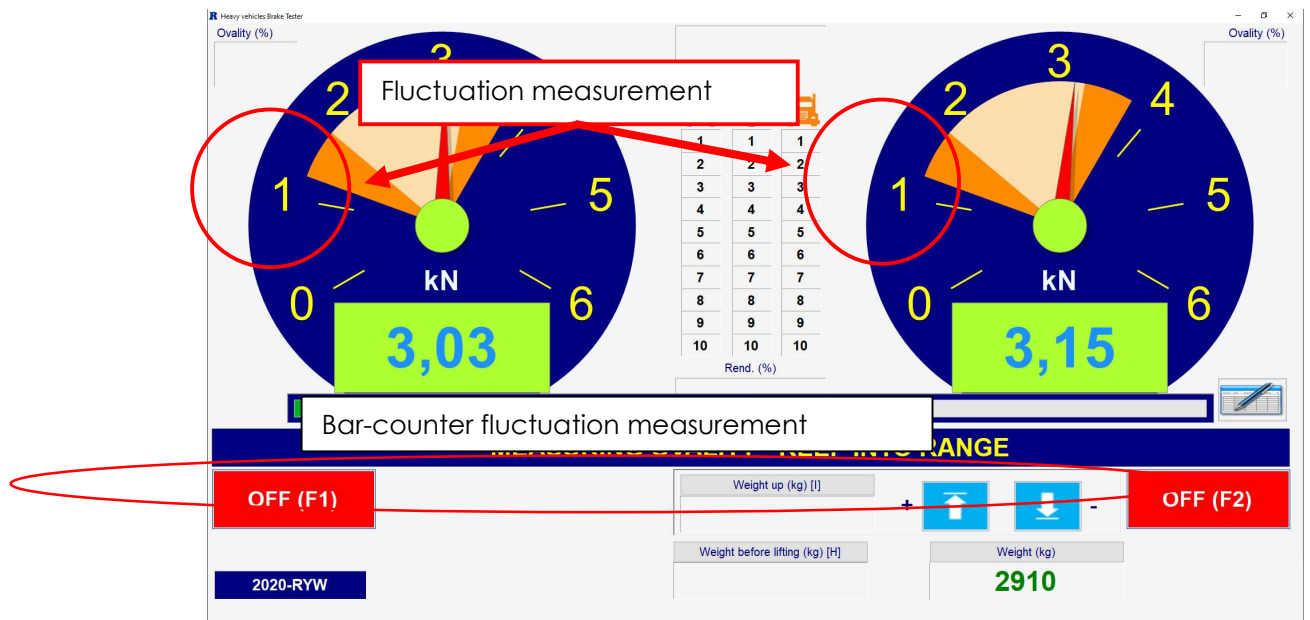 R Heavy vehicles Brake Tester
Ovality (%)
Ovality (%)
Fluctuation measurement
0 1 2 3 5 6
kN
3,03
0 1 2 3 4 5 6
kN
3,15
1 1 1
2 2 2
3 3 3
4 4 4
5 5 5
6 6 6
7 7 7
8 8 8
9 9 9
10 10 10
Rend. (%)
Bar-counter fluctuation measurement
MEASURING OVALITY KEEP INTO RANGE
OFF (F1)
Weight up (kg) [I]
+ -
OFF (F2)
Weight before lifting (kg) [H]
Weight (kg)
2910
2020-RYW